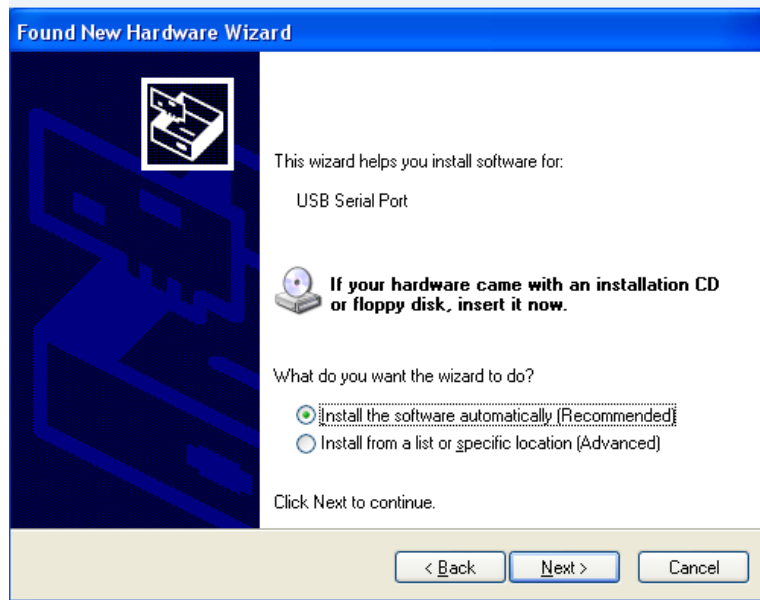 Found New Hardware Wizard
This wizard helps you install software for:
USB Serial Port
If your hardware came with an installation CD
or floppy disk, insert it now.
What do you want the wizard to do?
Install the software automatically (Recommended)
Install from a list or specific location (Advanced)
Click Next to continue.
< Back
Next >
Cancel